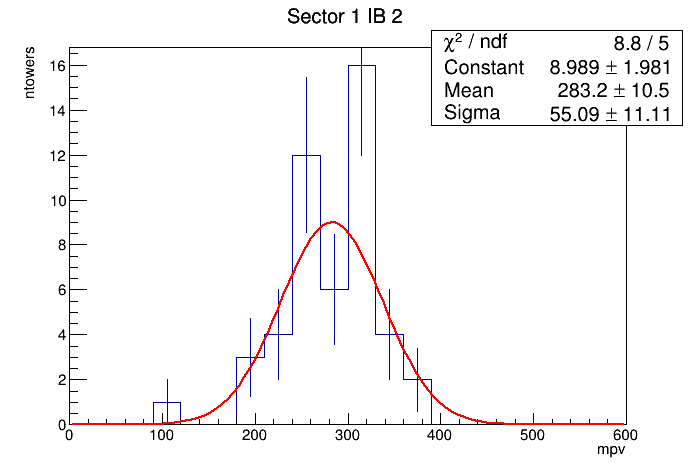 Sector 1 IB 2
χ² / ndf 8.8 / 5
Constant 8.989 ± 1.981
Mean 283.2 ± 10.5
Sigma 55.09 ± 11.11
ntowers
16
14
12
10
8
6
4
2
0
0 100 200 300 400 500 600
mpv